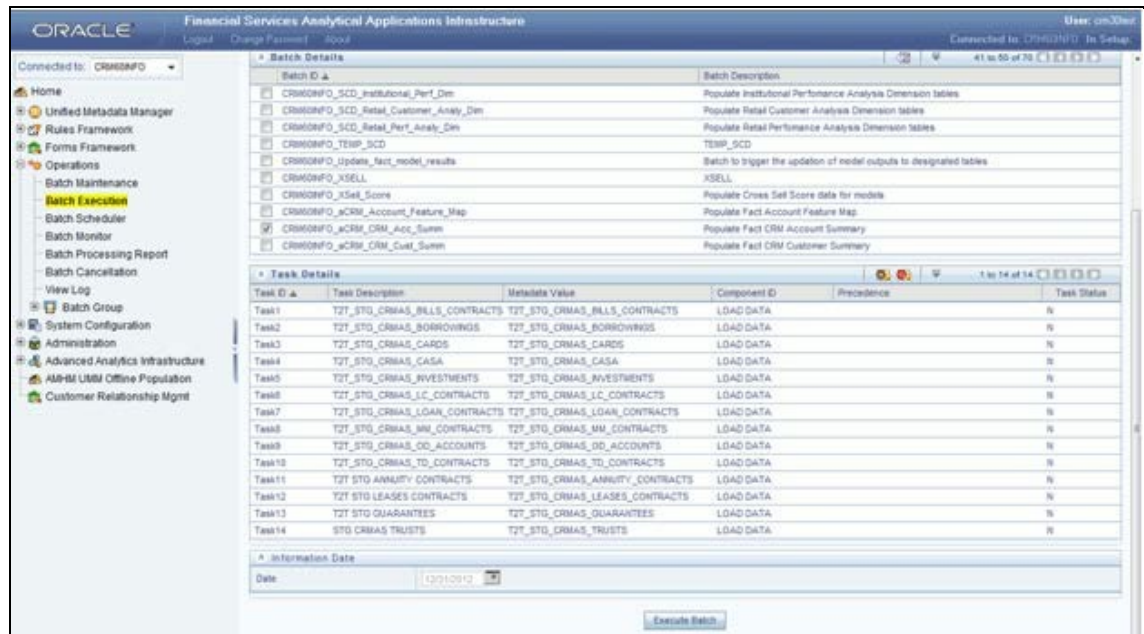 ORACLE
Financial Services Analytical Applications Infrastructure
User:
Logout Change Password About
Connected to: In Setup:
Connected to: CRM60INFO
Home
Unified Metadata Manager
Rules Framework
Forms Framework
Operations
Batch Maintenance
Batch Execution
Batch Scheduler
Batch Monitor
Batch Processing Report
Batch Cancellation
View Log
Batch Group
System Configuration
Administration
Advanced Analytics Infrastructure
AMHM UMM Offline Population
Customer Relationship Mgmt
Batch Details 41 to 55 of 70
Batch ID Batch Description
CRM60INFO_SCD_Institutional_Perf_Dim Populate Institutional Perfomance Analysis Dimension tables
CRM60INFO_SCD_Retail_Customer_Analy_Dim Populate Retail Customer Analysis Dimension tables
CRM60INFO_SCD_Retail_Perf_Analy_Dim Populate Retail Perfomance Analysis Dimension tables
CRM60INFO_TEMP_SCD TEMP_SCD
CRM60INFO_Update_fact_model_results Batch to trigger the updation of model outputs to designated tables
CRM60INFO_XSELL XSELL
CRM60INFO_XSell_Score Populate Cross Sell Score data for models
CRM60INFO_aCRM_Account_Feature_Map Populate Fact Account Feature Map
CRM60INFO_aCRM_CRM_Acc_Summ Populate Fact CRM Account Summary
CRM60INFO_aCRM_CRM_Cust_Summ Populate Fact CRM Customer Summary
Task Details 1 to 14 of 14
Task ID Task Description Metadata Value Component ID Precedence Task Status
Task1 T2T_STG_CRMAS_BILLS_CONTRACTS T2T_STG_CRMAS_BILLS_CONTRACTS LOAD DATA N
Task2 T2T_STG_CRMAS_BORROWINGS T2T_STG_CRMAS_BORROWINGS LOAD DATA N
Task3 T2T_STG_CRMAS_CARDS T2T_STG_CRMAS_CARDS LOAD DATA N
Task4 T2T_STG_CRMAS_CASA T2T_STG_CRMAS_CASA LOAD DATA N
Task5 T2T_STG_CRMAS_INVESTMENTS T2T_STG_CRMAS_INVESTMENTS LOAD DATA N
Task6 T2T_STG_CRMAS_LC_CONTRACTS T2T_STG_CRMAS_LC_CONTRACTS LOAD DATA N
Task7 T2T_STG_CRMAS_LOAN_CONTRACTS T2T_STG_CRMAS_LOAN_CONTRACTS LOAD DATA N
Task8 T2T_STG_CRMAS_MM_CONTRACTS T2T_STG_CRMAS_MM_CONTRACTS LOAD DATA N
Task9 T2T_STG_CRMAS_OD_ACCOUNTS T2T_STG_CRMAS_OD_ACCOUNTS LOAD DATA N
Task10 T2T_STG_CRMAS_TD_CONTRACTS T2T_STG_CRMAS_TD_CONTRACTS LOAD DATA N
Task11 T2T STG ANNUITY CONTRACTS T2T_STG_CRMAS_ANNUITY_CONTRACTS LOAD DATA N
Task12 T2T STG LEASES CONTRACTS T2T_STG_CRMAS_LEASES_CONTRACTS LOAD DATA N
Task13 T2T STG GUARANTEES T2T_STG_CRMAS_GUARANTEES LOAD DATA N
Task14 STG CRMAS TRUSTS T2T_STG_CRMAS_TRUSTS LOAD DATA N
Information Date
Date 12/31/2012
Execute Batch